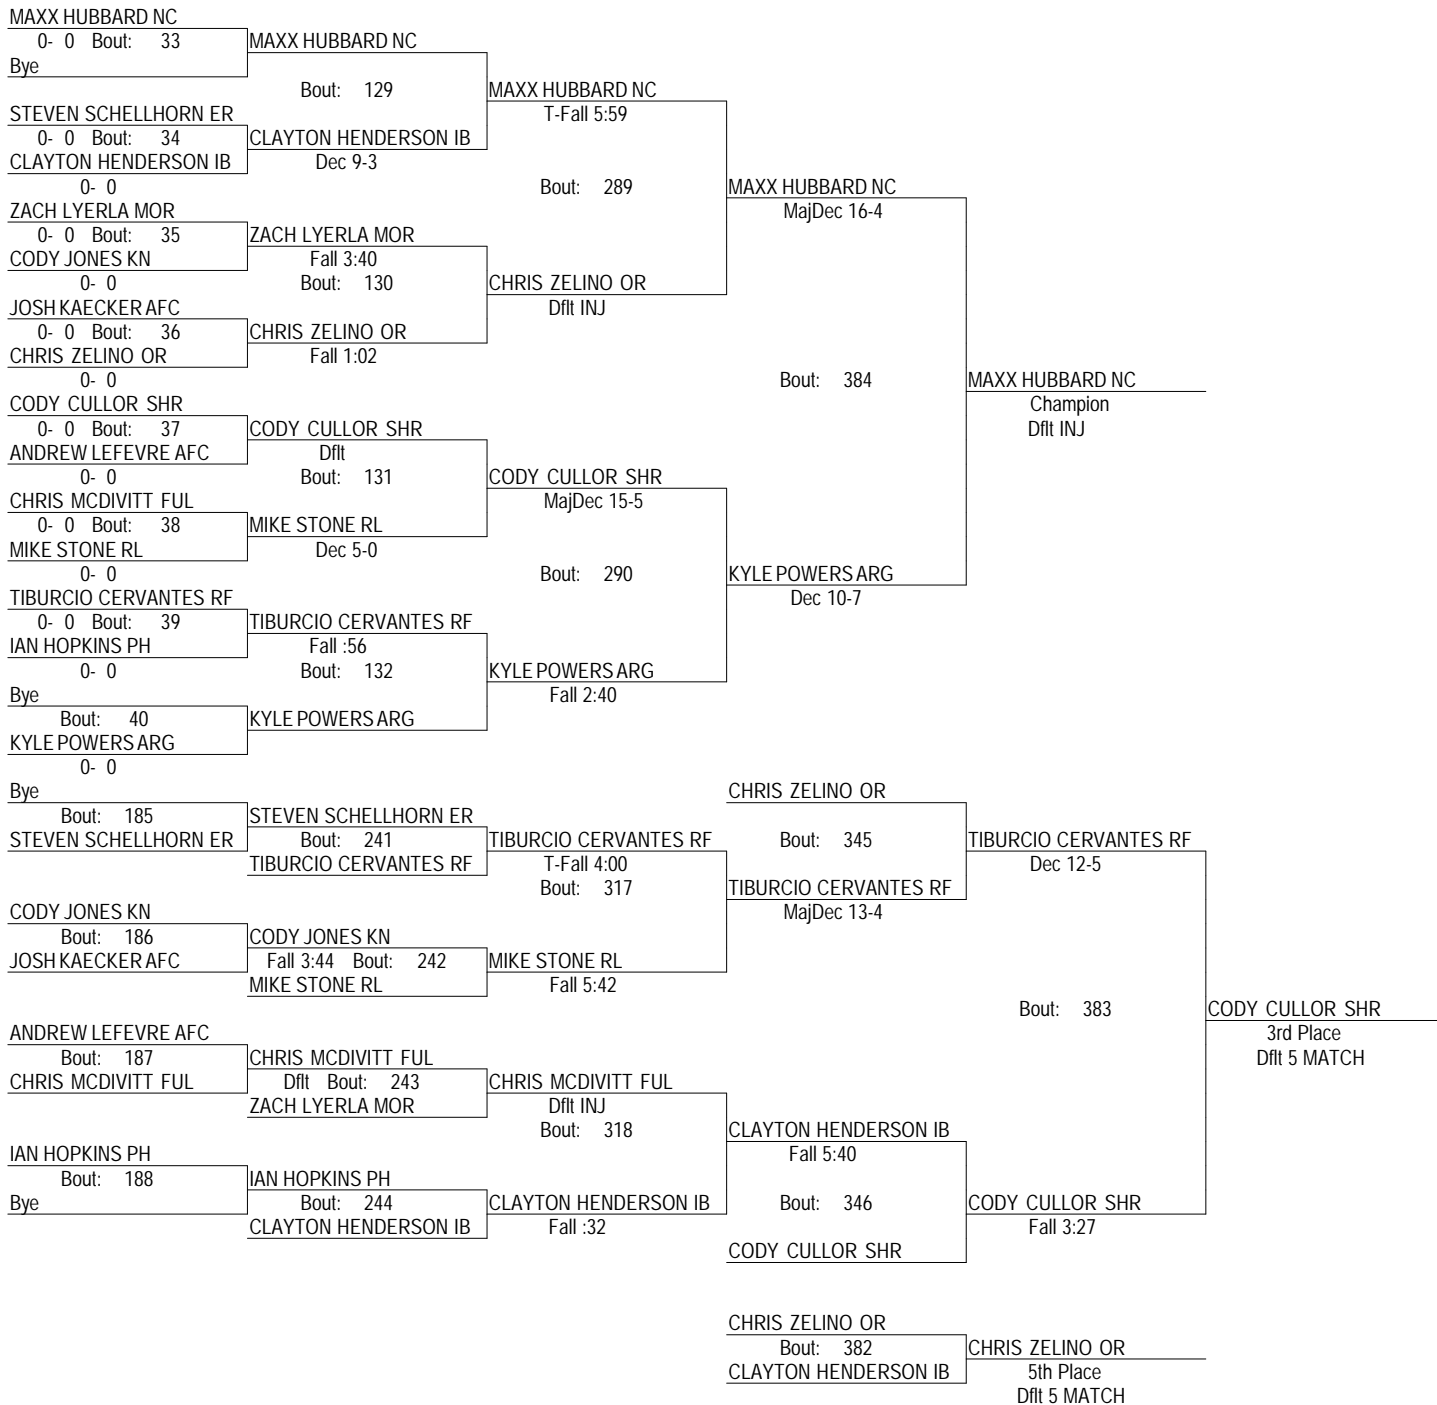 MAXX HUBBARD NC
0- 0 Bout: 33
MAXX HUBBARD NC
Bye
Bout: 129
MAXX HUBBARD NC
STEVEN SCHELLHORN ER
T-Fall 5:59
0- 0 Bout: 34
CLAYTON HENDERSON IB
CLAYTON HENDERSON IB
Dec 9-3
0- 0
Bout: 289
MAXX HUBBARD NC
ZACH LYERLA MOR
MajDec 16-4
0- 0 Bout: 35
ZACH LYERLA MOR
CODY JONES KN
Fall 3:40
0- 0
Bout: 130
CHRIS ZELINO OR
JOSH KAECKER AFC
Dflt INJ
0- 0 Bout: 36
CHRIS ZELINO OR
CHRIS ZELINO OR
Fall 1:02
0- 0
Bout: 384
MAXX HUBBARD NC
CODY CULLOR SHR
Champion
0- 0 Bout: 37
CODY CULLOR SHR
Dflt INJ
ANDREW LEFEVRE AFC
Dflt
0- 0
Bout: 131
CODY CULLOR SHR
CHRIS MCDIVITT FUL
MajDec 15-5
0- 0 Bout: 38
MIKE STONE RL
MIKE STONE RL
Dec 5-0
0- 0
Bout: 290
KYLE POWERS ARG
TIBURCIO CERVANTES RF
Dec 10-7
0- 0 Bout: 39
TIBURCIO CERVANTES RF
IAN HOPKINS PH
Fall :56
0- 0
Bout: 132
KYLE POWERS ARG
Bye
Fall 2:40
Bout: 40
KYLE POWERS ARG
KYLE POWERS ARG
0- 0
Bye
CHRIS ZELINO OR
Bout: 185
STEVEN SCHELLHORN ER
STEVEN SCHELLHORN ER
Bout: 241
TIBURCIO CERVANTES RF
Bout: 345
TIBURCIO CERVANTES RF
TIBURCIO CERVANTES RF
T-Fall 4:00
Dec 12-5
Bout: 317
TIBURCIO CERVANTES RF
CODY JONES KN
MajDec 13-4
Bout: 186
CODY JONES KN
JOSH KAECKER AFC
Fall 3:44 Bout: 242
MIKE STONE RL
MIKE STONE RL
Fall 5:42
Bout: 383
CODY CULLOR SHR
ANDREW LEFEVRE AFC
3rd Place
Bout: 187
CHRIS MCDIVITT FUL
Dflt 5 MATCH
CHRIS MCDIVITT FUL
Dflt Bout: 243
CHRIS MCDIVITT FUL
ZACH LYERLA MOR
Dflt INJ
Bout: 318
CLAYTON HENDERSON IB
IAN HOPKINS PH
Fall 5:40
Bout: 188
IAN HOPKINS PH
Bye
Bout: 244
CLAYTON HENDERSON IB
Bout: 346
CODY CULLOR SHR
CLAYTON HENDERSON IB
Fall :32
Fall 3:27
CODY CULLOR SHR
CHRIS ZELINO OR
Bout: 382
CHRIS ZELINO OR
CLAYTON HENDERSON IB
5th Place
Dflt 5 MATCH